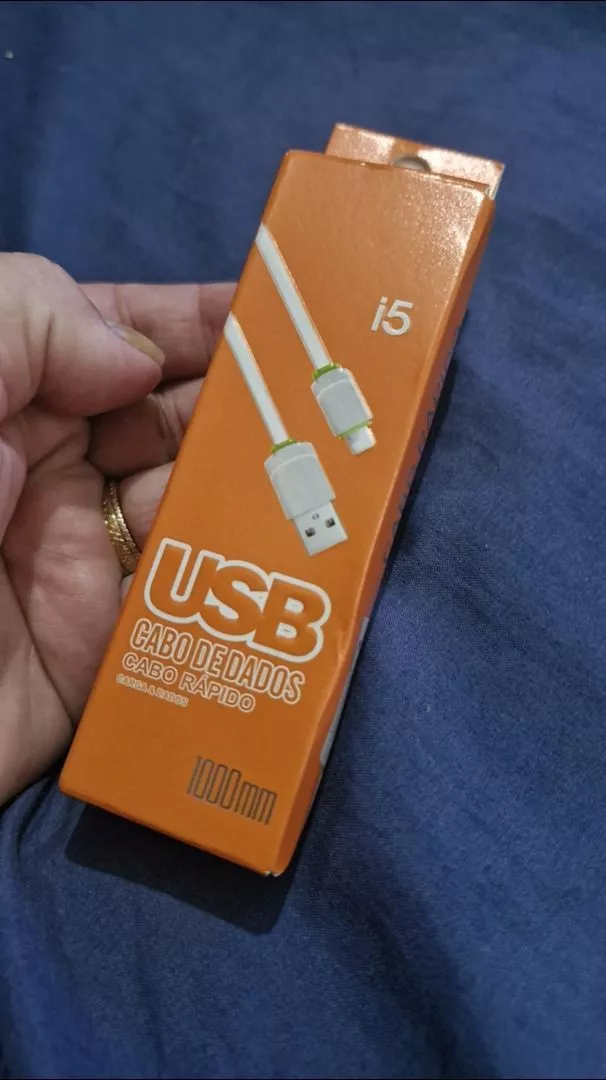 i5
USB
CABO DE DADOS
CABO RÁPIDO
CARGA & DADOS
1000mm